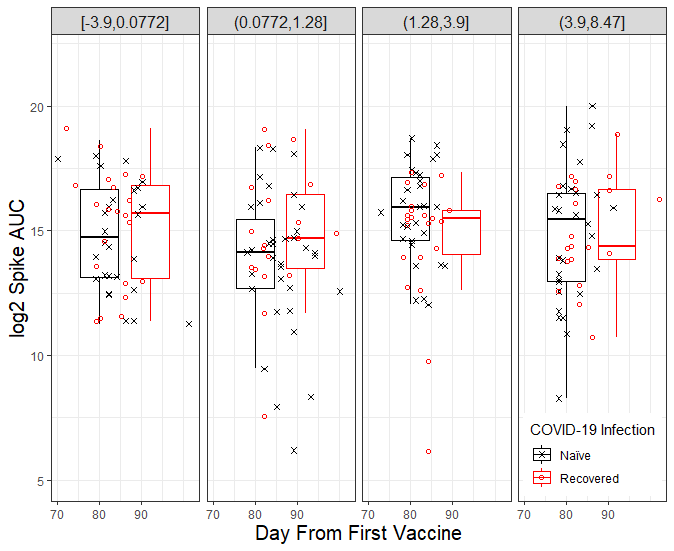 [-3.9,0.0772] (0.0772,1.28] (1.28,3.9] (3.9,8.47]
20
15
10
5
log2 Spike AUC
COVID-19 Infection
Naïve
Recovered
70 80 90 70 80 90 70 80 90 70 80 90
Day From First Vaccine